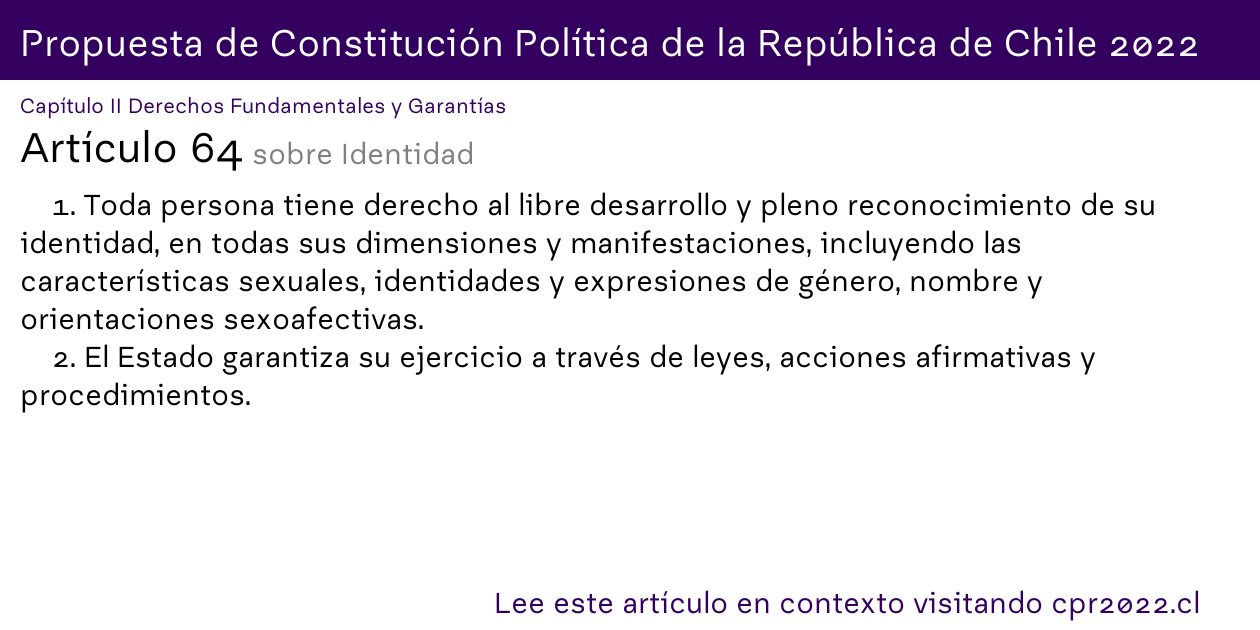 Propuesta de Constitución Política de la República de Chile 2022
Capítulo II Derechos Fundamentales y Garantías
Artículo 64 sobre Identidad
1. Toda persona tiene derecho al libre desarrollo y pleno reconocimiento de su
identidad, en todas sus dimensiones y manifestaciones, incluyendo las
características sexuales, identidades y expresiones de género, nombre y
orientaciones sexoafectivas.
2. El Estado garantiza su ejercicio a través de leyes, acciones afirmativas y
procedimientos.
Lee este artículo en contexto visitando cpr2022.cl